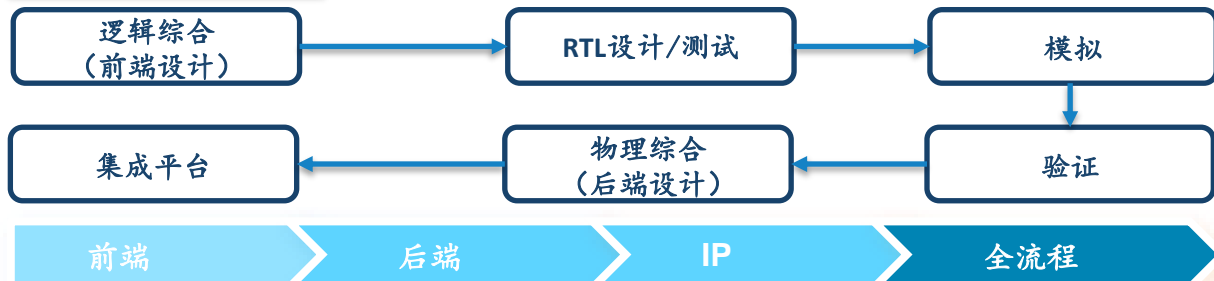 逻辑综合
（前端设计）
RTL设计/测试
模拟
集成平台
物理综合
（后端设计）
验证
前端
后端
IP
全流程